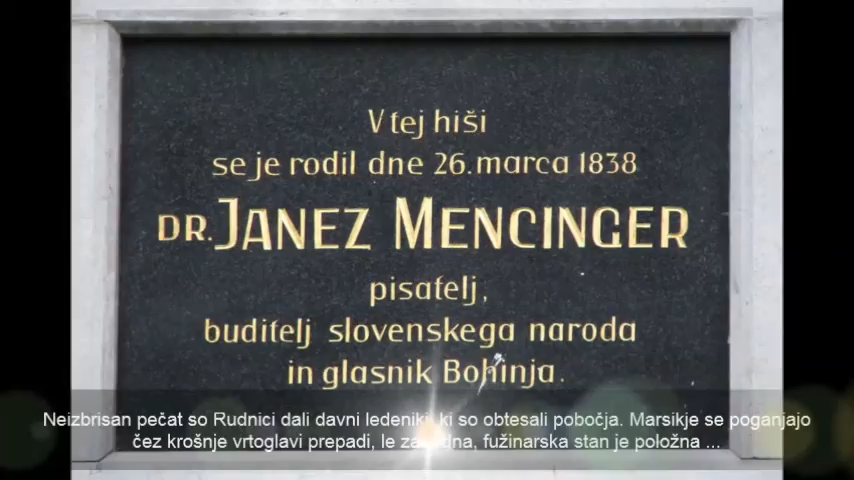 V tej hiši
se je rodil dne 26. marca 1838
DR. JANEZ MENCINGER
pisatelj,
buditelj slovenskega naroda
in glasnik Bohinja.
Neizbrisan pečat so Rudnici dali davni ledeniki, ki so obtesali pobočja. Marsikje se poganjajo
čez krošnje vrtoglavi prepadi, le fužinarska stan je položna ...